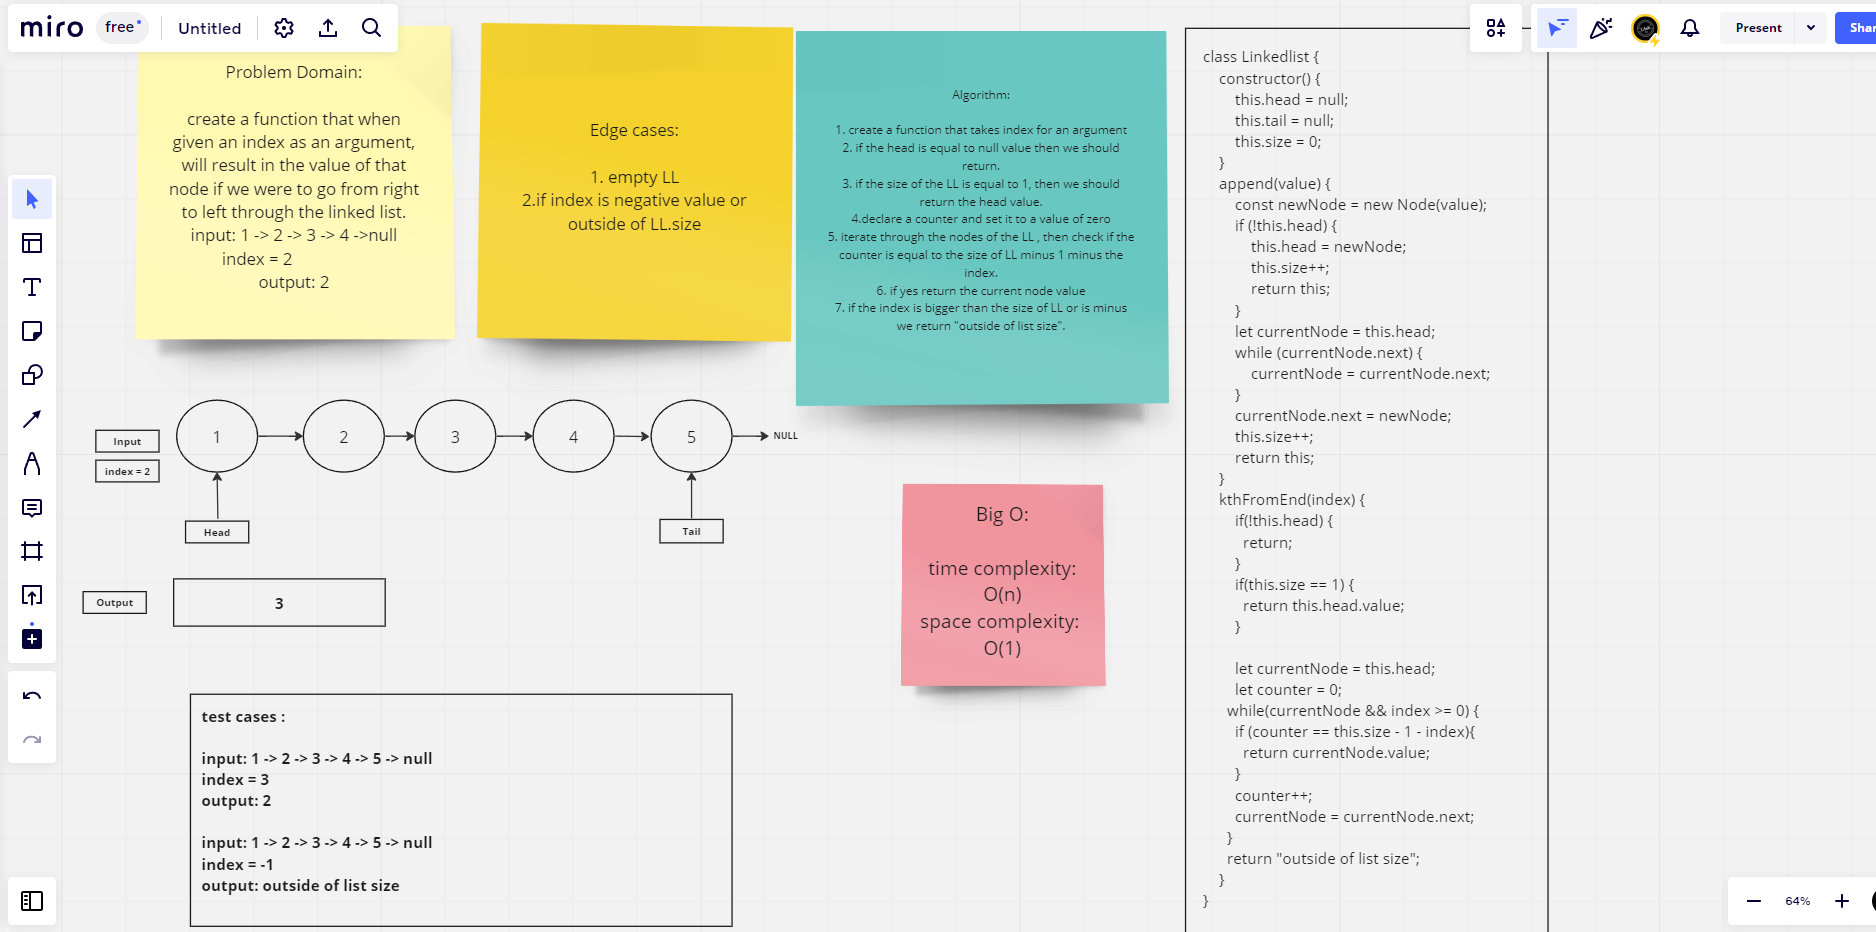 miro
free
Untitled
Present
Shar
Problem Domain:
create a function that when
given an index as an argument,
will result in the value of that
node if we were to go from right
to left through the linked list.
input: 1 -> 2 -> 3 -> 4 ->null
index = 2
output: 2
Edge cases:
1. empty LL
2.if index is negative value or
outside of LL.size
Algorithm:
1. create a function that takes index for an argument
2. if the head is equal to null value then we should
return.
3. if the size of the LL is equal to 1, then we should
return the head value.
4.declare a counter and set it to a value of zero
5. iterate through the nodes of the LL , then check if the
counter is equal to the size of LL minus 1 minus the
index.
6. if yes return the current node value
7. if the index is bigger than the size of LL or is minus
we return "outside of list size".
Input
index = 2
1
2
3
4
5
NULL
Head
Tail
Output
3
Big O:
time complexity:
O(n)
space complexity:
O(1)
test cases :
input: 1 -> 2 -> 3 -> 4 -> 5 -> null
index = 3
output: 2
input: 1 -> 2 -> 3 -> 4 -> 5 -> null
index = -1
output: outside of list size
class Linkedlist {
constructor() {
this.head = null;
this.tail = null;
this.size = 0;
}
append(value) {
const newNode = new Node(value);
if (!this.head) {
this.head = newNode;
this.size++;
return this;
}
let currentNode = this.head;
while (currentNode.next) {
currentNode = currentNode.next;
}
currentNode.next = newNode;
this.size++;
return this;
}
kthFromEnd(index) {
if(!this.head) {
return;
}
if(this.size == 1) {
return this.head.value;
}
let currentNode = this.head;
let counter = 0;
while(currentNode && index >= 0) {
if (counter == this.size - 1 - index){
return currentNode.value;
}
counter++;
currentNode = currentNode.next;
}
return "outside of list size";
}
}
64%